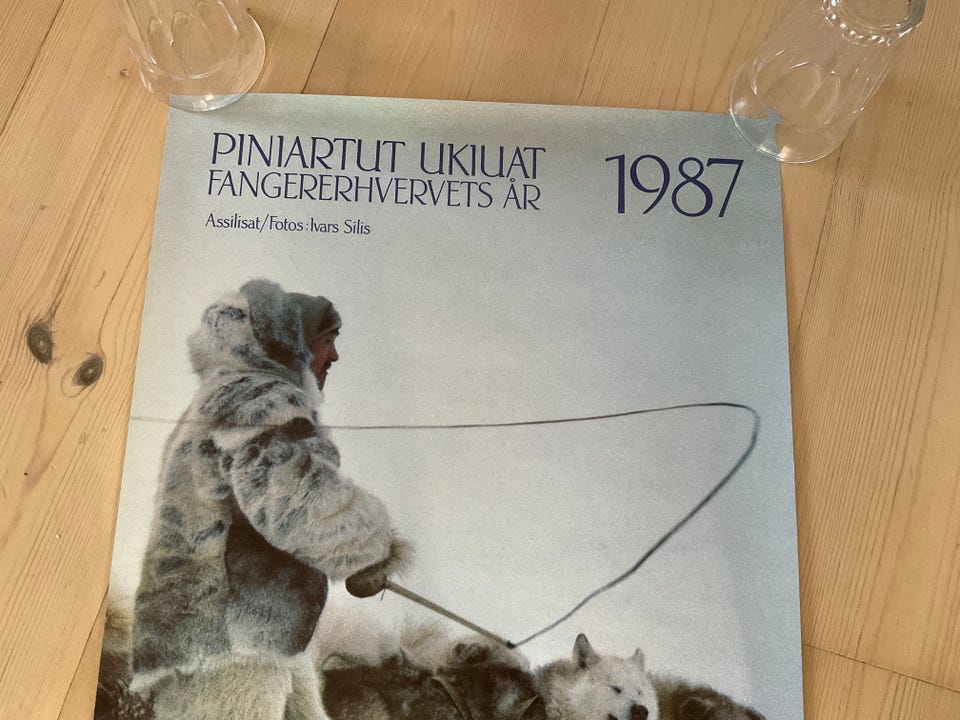 PINIARTUT UKIUAT
FANGERERHVERVETS ÅR
1987
Assilisat/Fotos: Ivars Silis